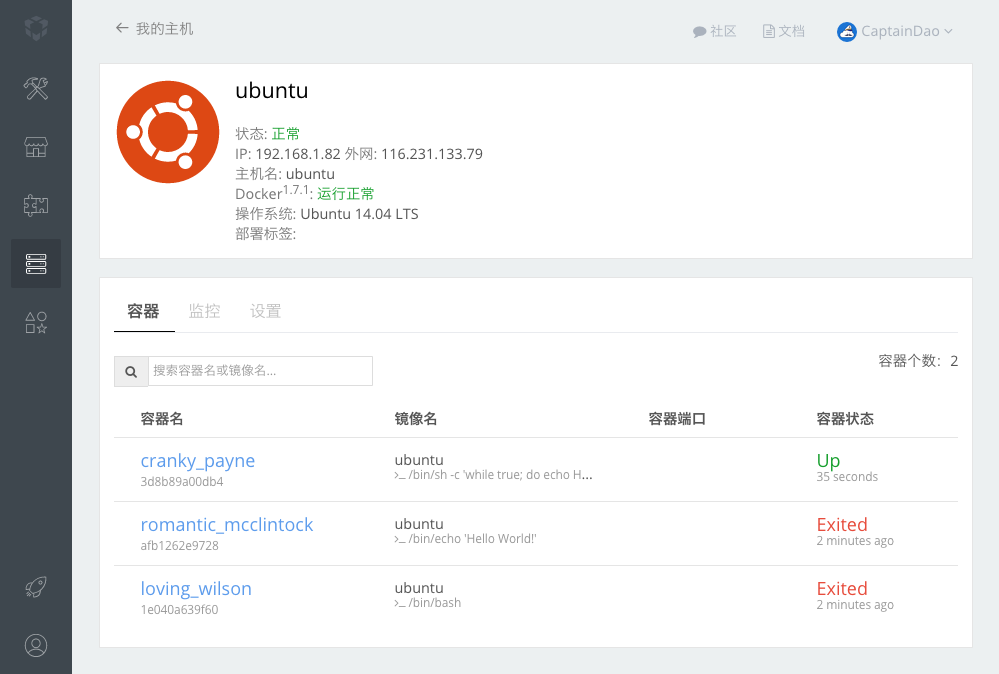 ← 我的主机
社区 文档 CaptainDao
ubuntu
状态: 正常
IP: 192.168.1.82 外网: 116.231.133.79
主机名: ubuntu
Docker1.7.1: 运行正常
操作系统: Ubuntu 14.04 LTS
部署标签:
容器 监控 设置
搜索容器名或镜像名... 容器个数: 2
容器名 镜像名 容器端口 容器状态
cranky_payne ubuntu Up
3d8b89a00db4 >_ /bin/sh -c 'while true; do echo H... 35 seconds
romantic_mcclintock ubuntu Exited
afb1262e9728 >_ /bin/echo 'Hello World!' 2 minutes ago
loving_wilson ubuntu Exited
1e040a639f60 >_ /bin/bash 2 minutes ago